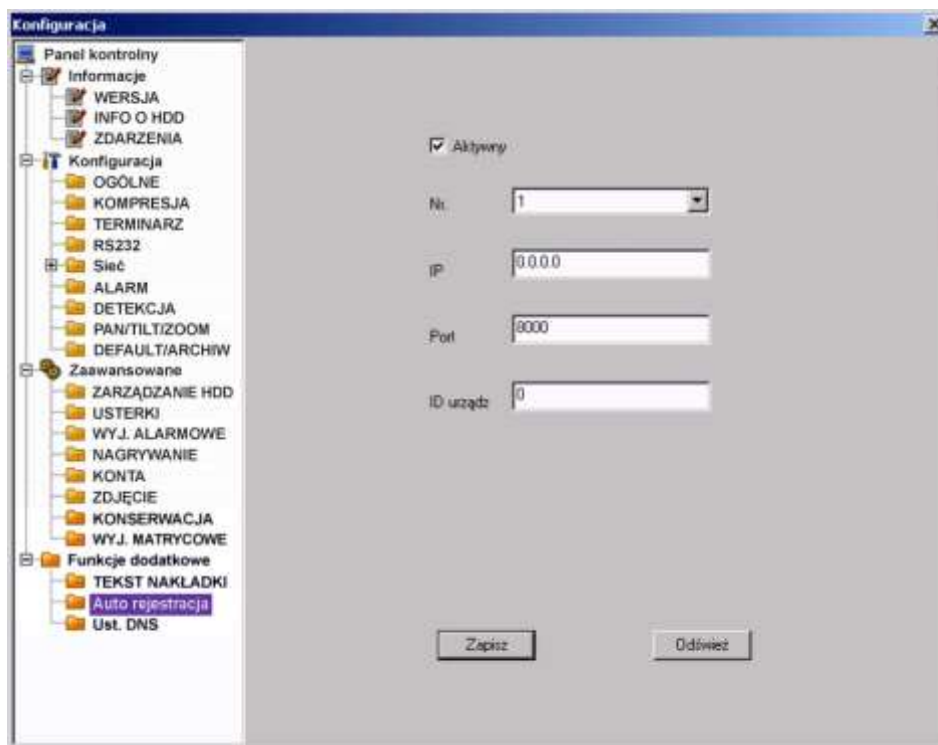 Konfiguracja
Panel kontrolny
Informacje
WERSJA
INFO O HDD
ZDARZENIA
Konfiguracja
OGÓLNE
KOMPRESJA
TERMINARZ
RS232
Sieć
ALARM
DETEKCJA
PAN/TILT/ZOOM
DEFAULT/ARCHIW
Zaawansowane
ZARZĄDZANIE HDD
USTERKI
WYJ. ALARMOWE
NAGRYWANIE
KONTA
ZDJĘCIE
KONSERWACJA
WYJ. MATRYCOWE
Funkcje dodatkowe
TEKST NAKŁADKI
Auto rejestracja
Ust. DNS
Aktywny
Nr. 1
IP 0.0.0.0
Port 8000
ID urządz 0
Zapisz Odśwież